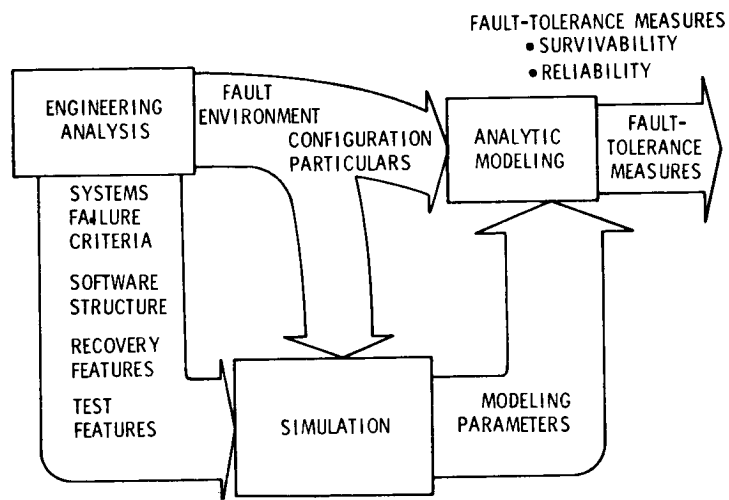 FAULT-TOLERANCE MEASURES
• SURVIVABILITY
• RELIABILITY
ENGINEERING
ANALYSIS
FAULT
ENVIRONMENT
CONFIGURATION
PARTICULARS
ANALYTIC
MODELING
FAULT-
TOLERANCE
MEASURES
SYSTEMS
FAILURE
CRITERIA
SOFTWARE
STRUCTURE
RECOVERY
FEATURES
TEST
FEATURES
SIMULATION
MODELING
PARAMETERS